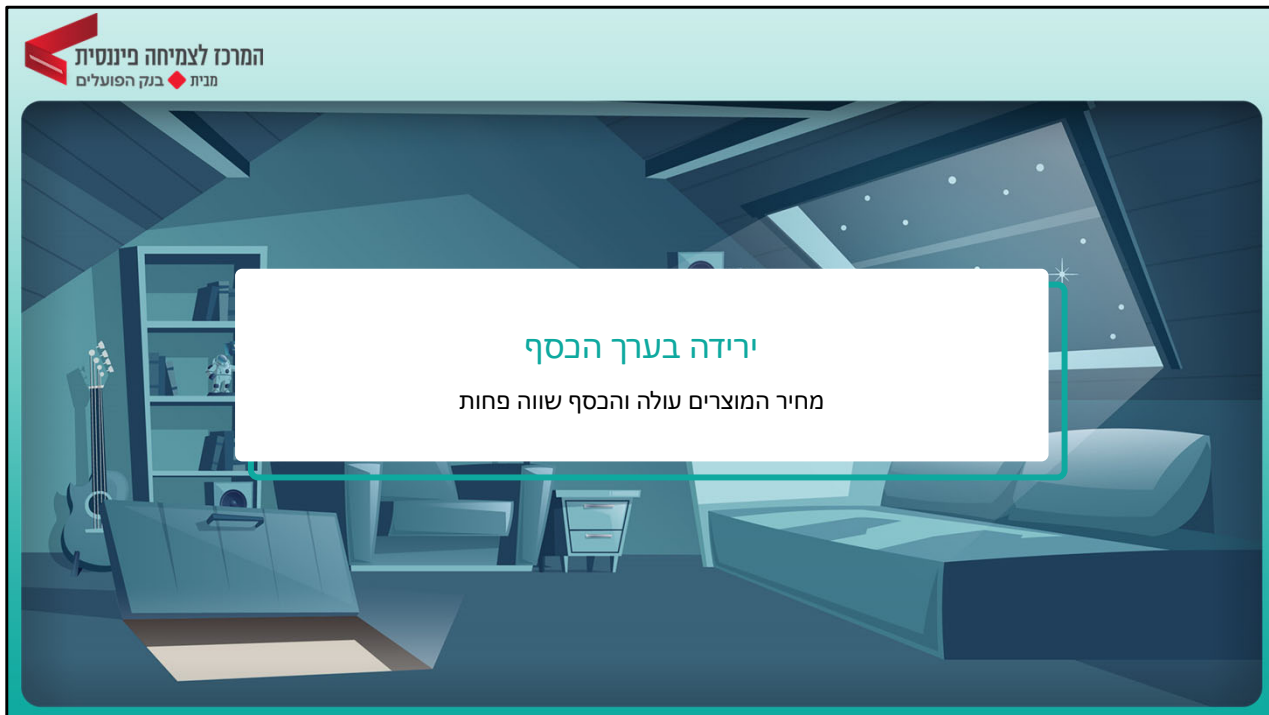 המרכז לצמיחה פיננסית
מבית בנק הפועלים
ירידה בערך הכסף
מחיר המוצרים עולה והכסף שווה פחות